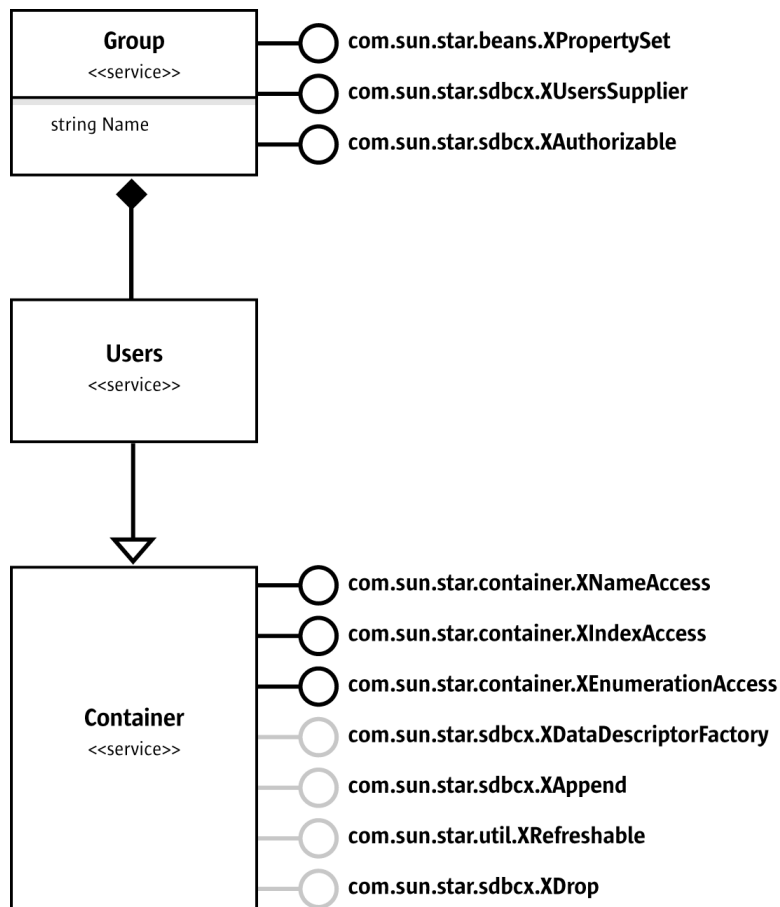 Group
<<service>>
string Name
com.sun.star.beans.XPropertySet
com.sun.star.sdbcx.XUsersSupplier
com.sun.star.sdbcx.XAuthorizable
Users
<<service>>
Container
<<service>>
com.sun.star.container.XNameAccess
com.sun.star.container.XIndexAccess
com.sun.star.container.XEnumerationAccess
com.sun.star.sdbcx.XDataDescriptorFactory
com.sun.star.sdbcx.XAppend
com.sun.star.util.XRefreshable
com.sun.star.sdbcx.XDrop